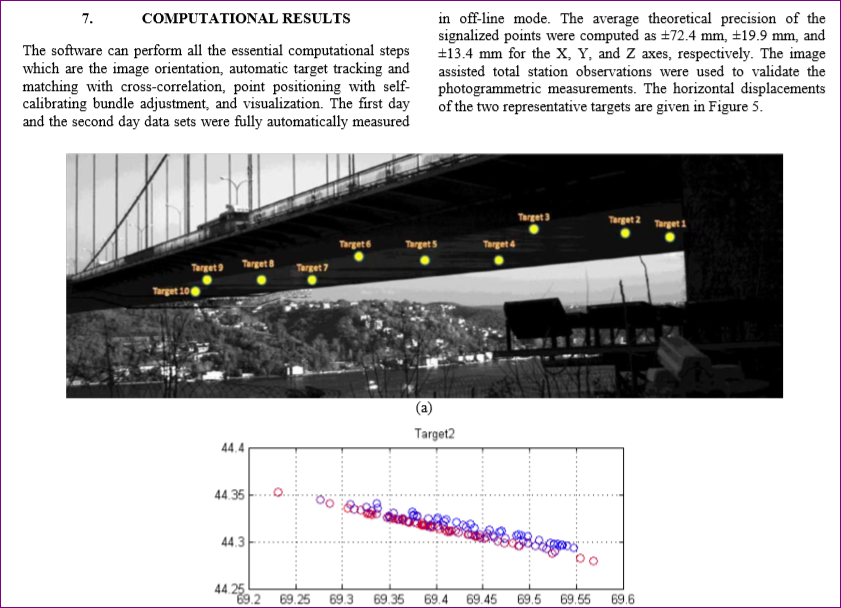 7. COMPUTATIONAL RESULTS
The software can perform all the essential computational steps
which are the image orientation, automatic target tracking and
matching with cross-correlation, point positioning with self-
calibrating bundle adjustment, and visualization. The first day
and the second day data sets were fully automatically measured
in off-line mode. The average theoretical precision of the
signalized points were computed as ±72.4 mm, ±19.9 mm, and
±13.4 mm for the X, Y, and Z axes, respectively. The image
assisted total station observations were used to validate the
photogrammetric measurements. The horizontal displacements
of the two representative targets are given in Figure 5.
Target 3
Target 2
Target 1
Target 6
Target 5
Target 4
Target 9
Target 8
Target 7
Target 10
(a)
Target2
44.4
44.35
44.3
44.25
69.2 69.25 69.3 69.35 69.4 69.45 69.5 69.55 69.6